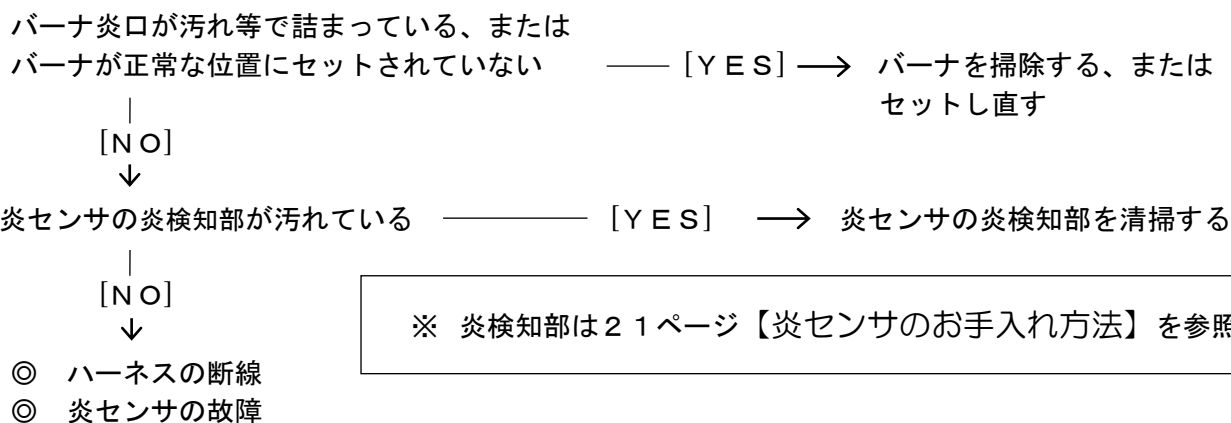 バーナ炎口が汚れ等で詰まっている、または
バーナが正常な位置にセットされていない [ＹＥＳ] バーナを掃除する、または
セットし直す
[ＮＯ]
炎センサの炎検知部が汚れている [ＹＥＳ] 炎センサの炎検知部を清掃する
[ＮＯ]
※ 炎検知部は２１ページ【炎センサのお手入れ方法】を参照
◎ ハーネスの断線
◎ 炎センサの故障